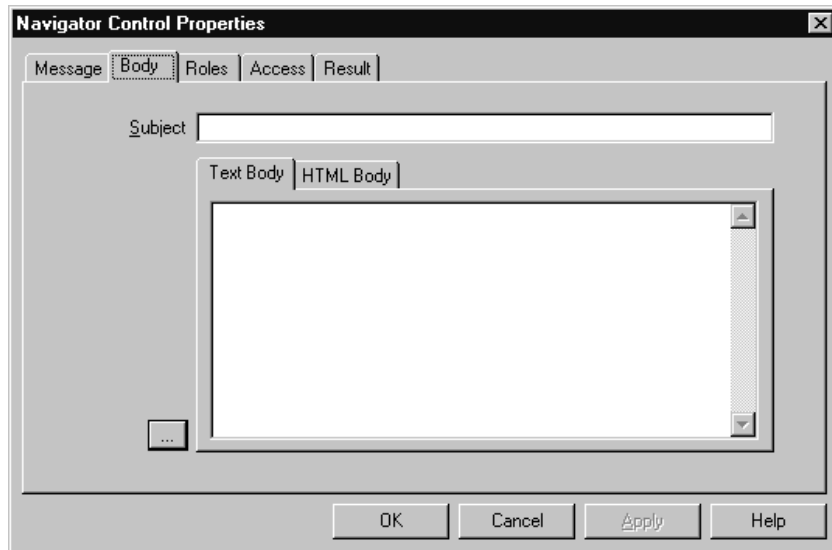 Navigator Control Properties
Message Body Roles Access Result
Subject
Text Body HTML Body
...
OK Cancel Apply Help